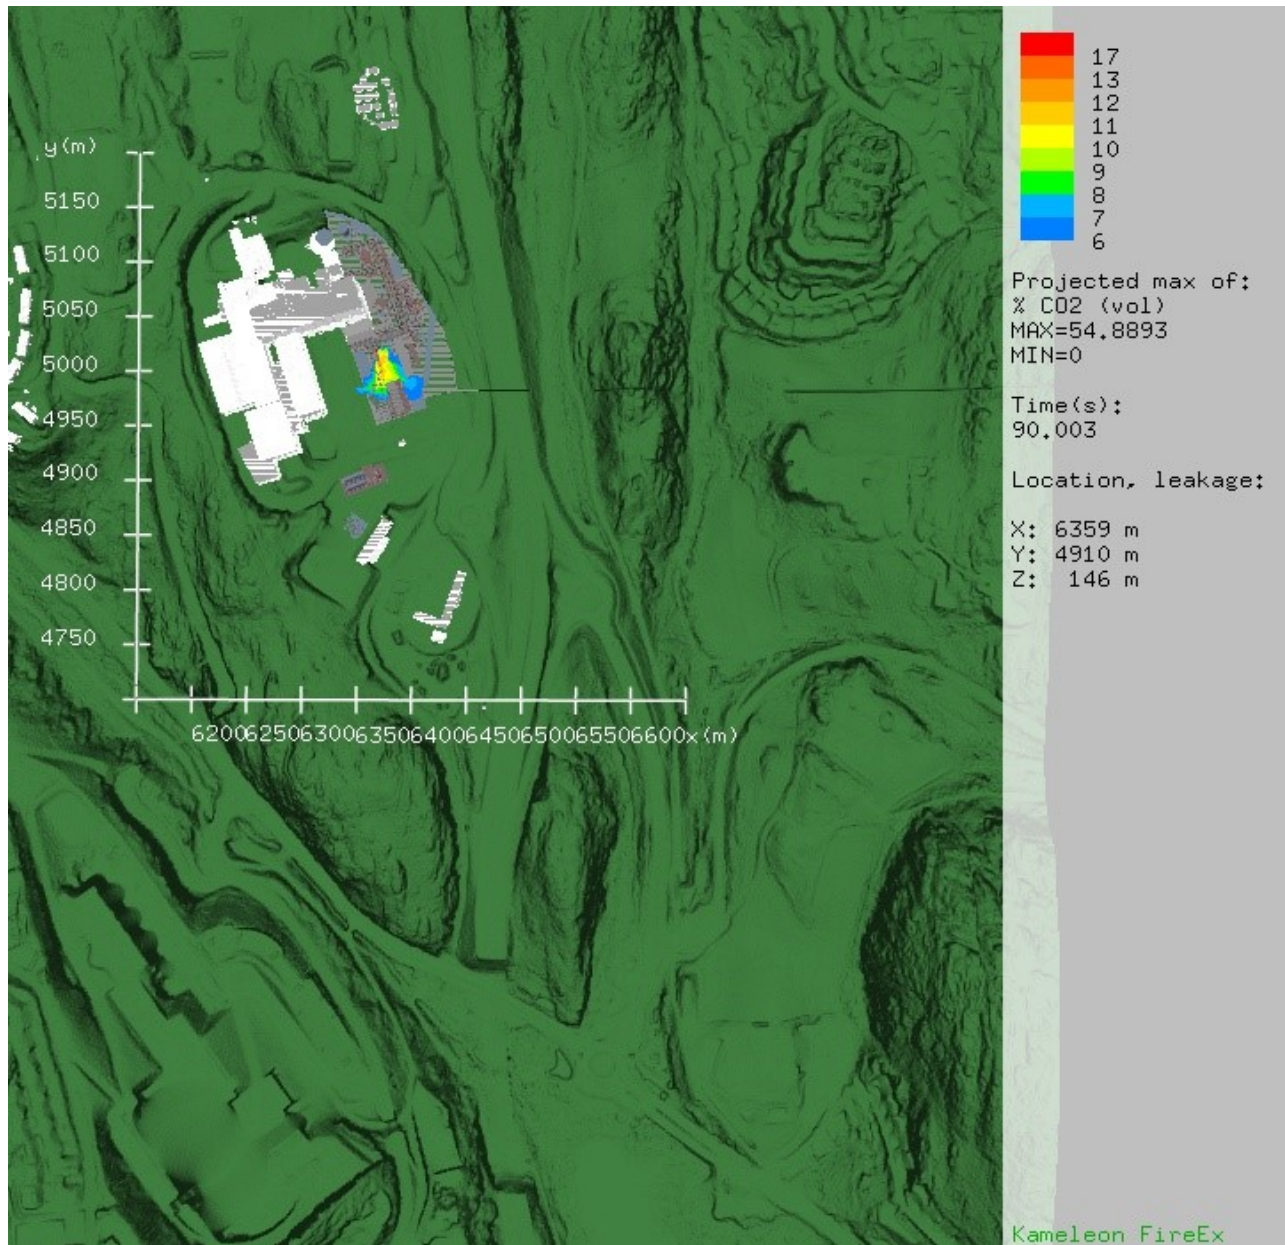 y(m)
5150
5100
5050
5000
4950
4900
4850
4800
4750
620062506300635064006450650065506600x(m)
17
13
12
11
10
9
8
7
6
Projected max of:
% CO2 (vol)
MAX=54.8893
MIN=0
Time(s):
90.003
Location, leakage:
X: 6359 m
Y: 4910 m
Z: 146 m
Kameleon FireEx